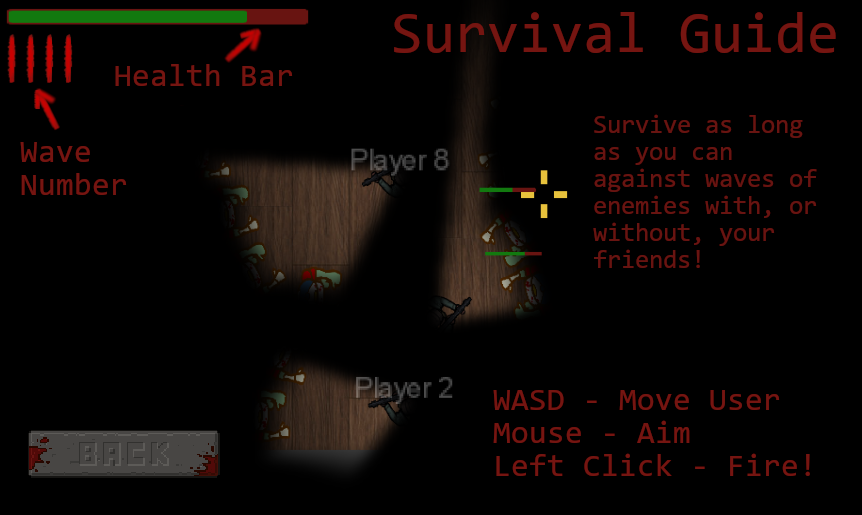 Survival Guide
Health Bar
Wave
Number
Player 8
Survive as long
as you can
against waves of
enemies with, or
without, your
friends!
Player 2
WASD - Move User
Mouse - Aim
Left Click - Fire!
BACK